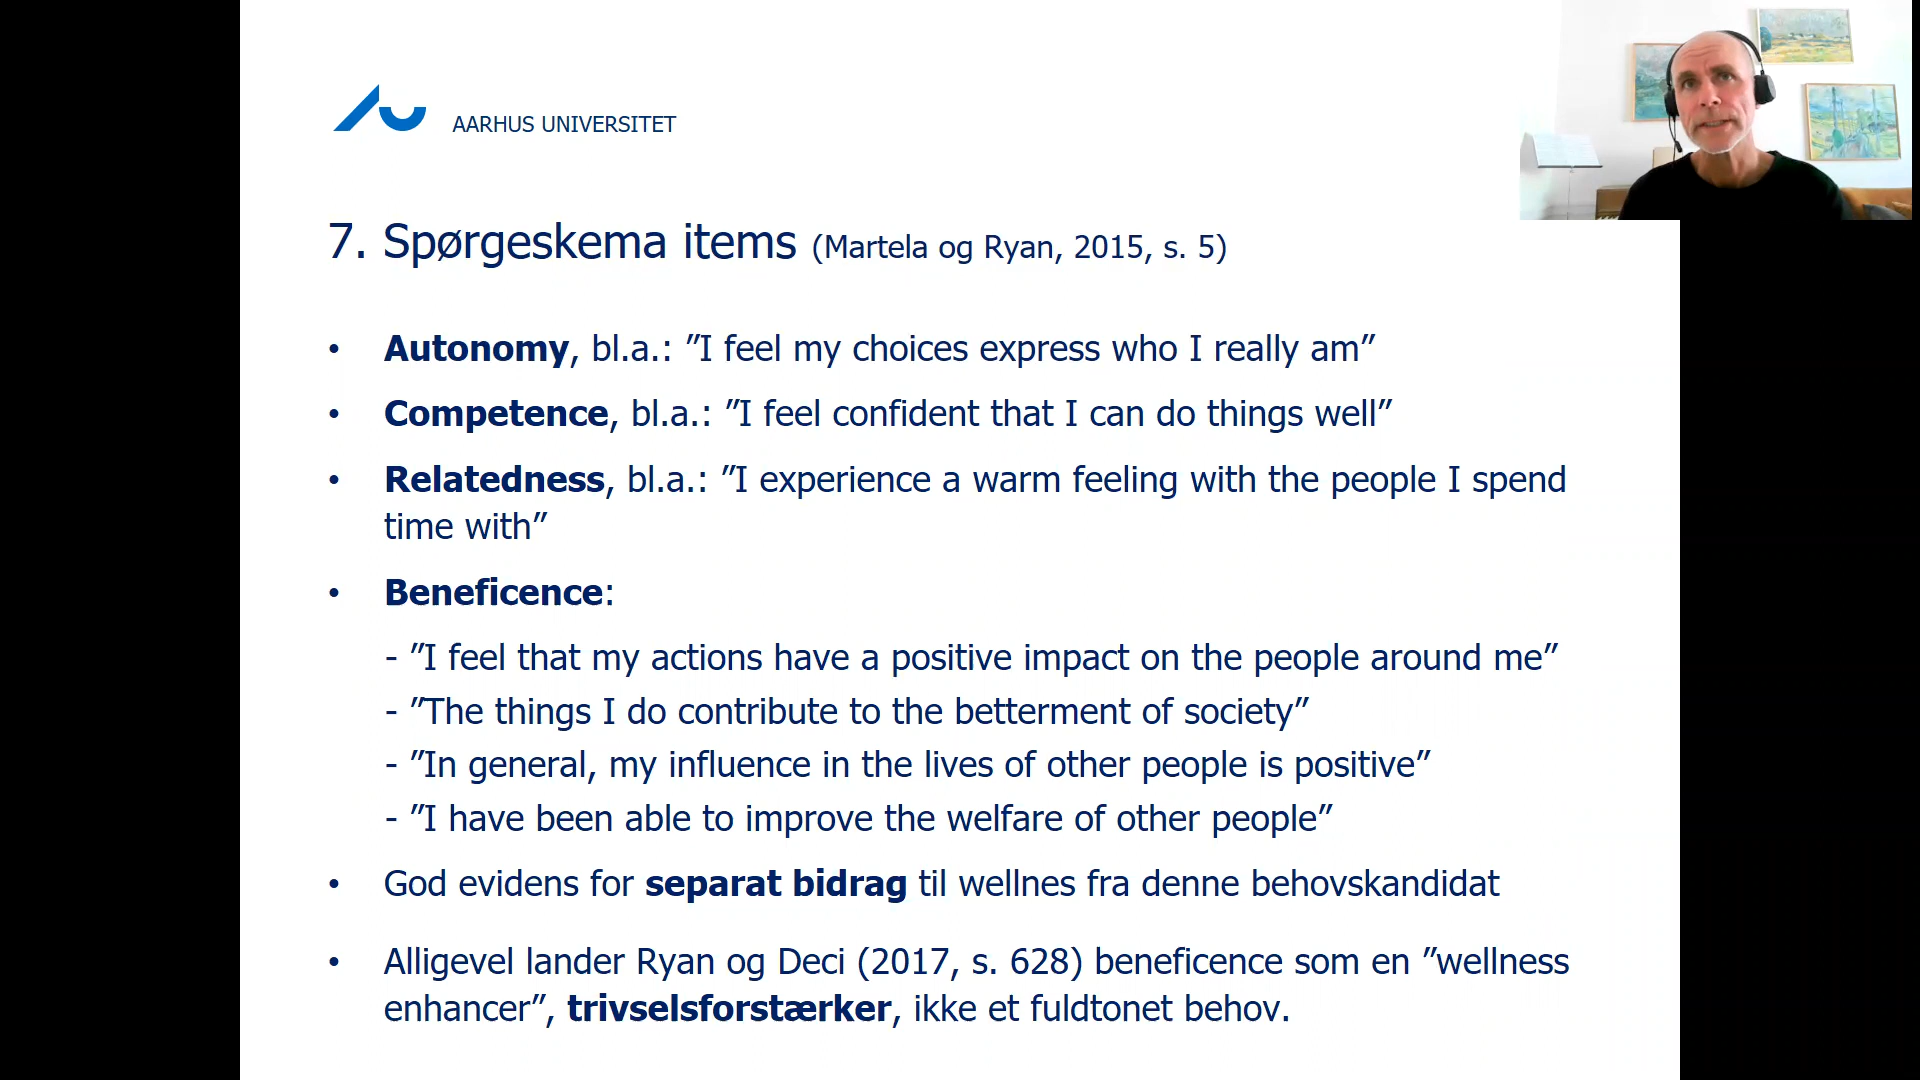 AARHUS UNIVERSITET
7. Spørgeskema items (Martela og Ryan, 2015, s. 5)
• Autonomy, bl.a.: ”I feel my choices express who I really am”
• Competence, bl.a.: ”I feel confident that I can do things well”
• Relatedness, bl.a.: ”I experience a warm feeling with the people I spend
time with”
• Beneficence:
- ”I feel that my actions have a positive impact on the people around me”
- ”The things I do contribute to the betterment of society”
- ”In general, my influence in the lives of other people is positive”
- ”I have been able to improve the welfare of other people”
• God evidens for separat bidrag til wellnes fra denne behovskandidat
• Alligevel lander Ryan og Deci (2017, s. 628) beneficence som en ”wellness
enhancer”, trivselsforstærker, ikke et fuldtonet behov.